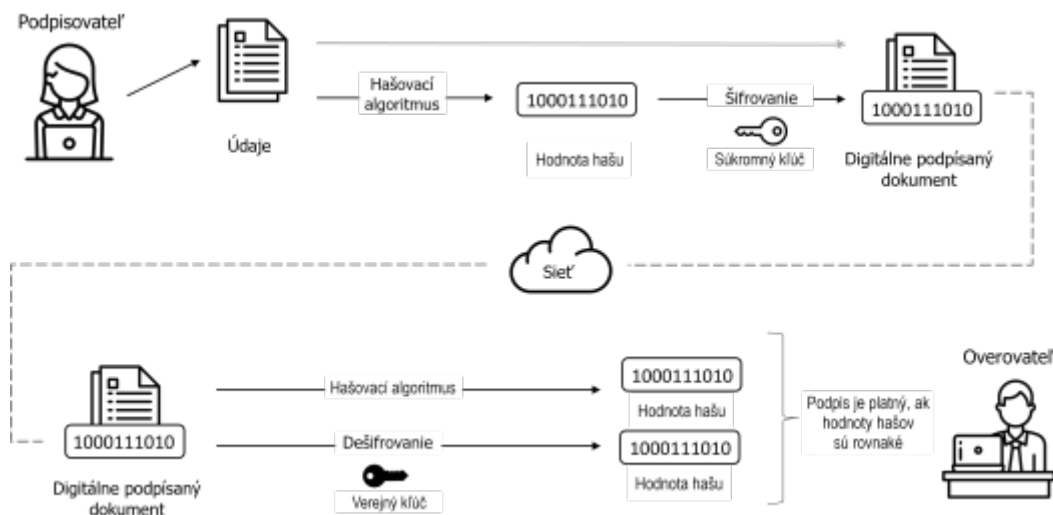 Podpisovateľ
Údaje
Hašovací
algoritmus
1000111010
Hodnota hašu
Šifrovanie
Súkromný kľúč
1000111010
Digitálne podpísaný
dokument
Sieť
1000111010
Digitálne podpísaný
dokument
Hašovací algoritmus
Dešifrovanie
Verejný kľúč
1000111010
Hodnota hašu
1000111010
Hodnota hašu
Podpis je platný, ak
hodnoty hašov
sú rovnaké
Overovateľ